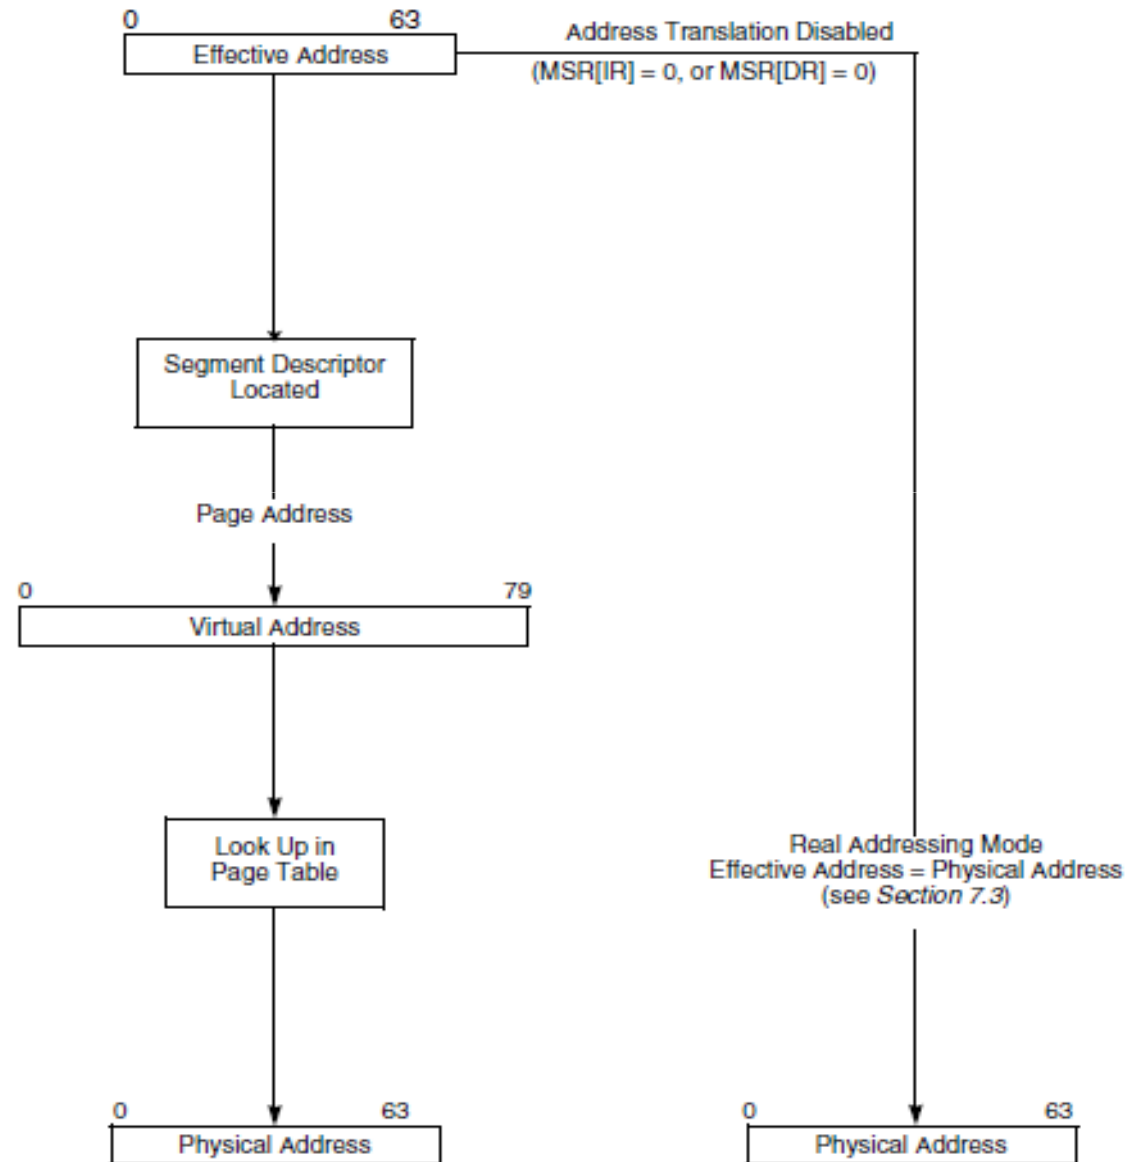 0 63
Effective Address
Address Translation Disabled
(MSR[IR] = 0, or MSR[DR] = 0)
Segment Descriptor
Located
Page Address
0 79
Virtual Address
Look Up in
Page Table
Real Addressing Mode
Effective Address = Physical Address
(see Section 7.3)
0 63
Physical Address
0 63
Physical Address